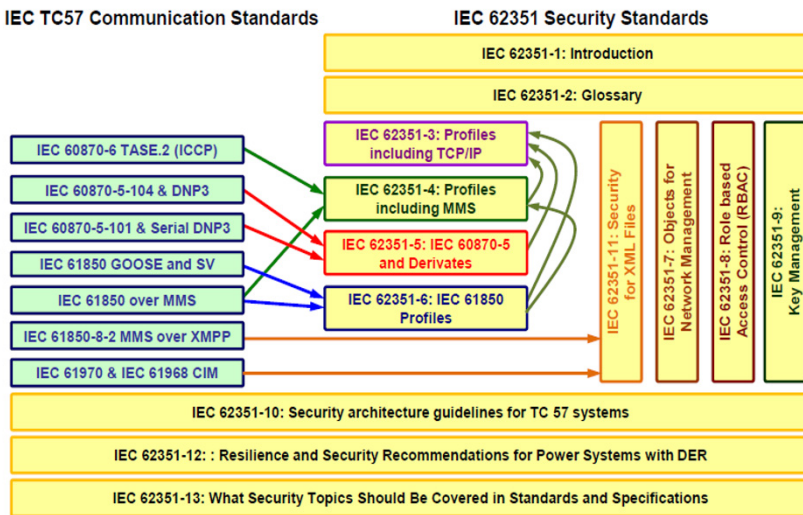 IEC TC57 Communication Standards
IEC 62351 Security Standards
IEC 62351-1: Introduction
IEC 62351-2: Glossary
IEC 60870-6 TASE.2 (ICCP)
IEC 60870-5-104 & DNP3
IEC 60870-5-101 & Serial DNP3
IEC 61850 GOOSE and SV
IEC 61850 over MMS
IEC 61850-8-2 MMS over XMPP
IEC 61970 & IEC 61968 CIM
IEC 62351-3: Profiles
including TCP/IP
IEC 62351-4: Profiles
including MMS
IEC 62351-5: IEC 60870-5
and Derivates
IEC 62351-6: IEC 61850
Profiles
IEC 62351-11: Security
for XML Files
IEC 62351-7: Objects for
Network Management
IEC 62351-8: Role based
Access Control (RBAC)
IEC 62351-9:
Key Management
IEC 62351-10: Security architecture guidelines for TC 57 systems
IEC 62351-12: : Resilience and Security Recommendations for Power Systems with DER
IEC 62351-13: What Security Topics Should Be Covered in Standards and Specifications